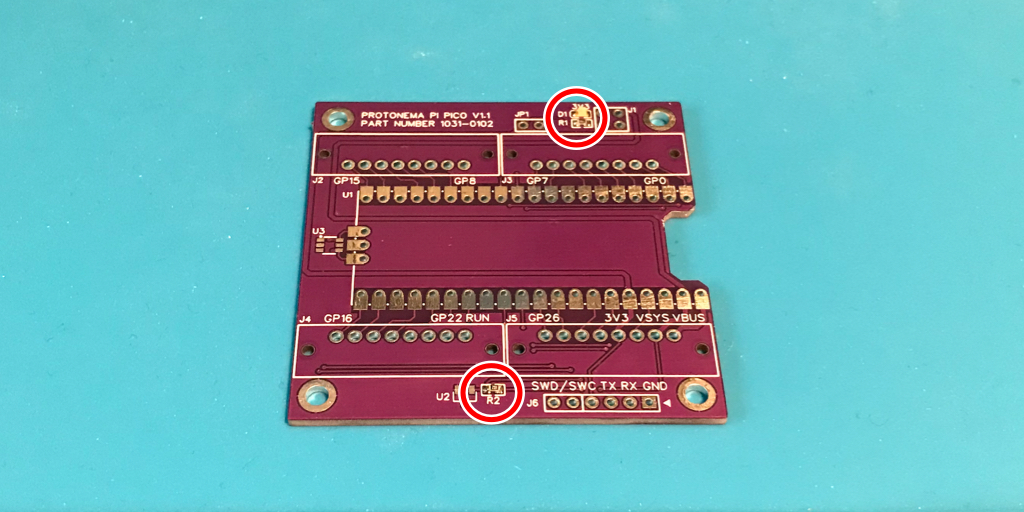 PROTONEMA PI PICO V1.1
PART NUMBER 1031-0102
JP1
3V3
D1
R1
J1
J2
GP15
GP8
J3
GP7
GP0
U1
U3
J4
GP16
GP22 RUN
J5
GP26
3V3 VSYS VBUS
U2
R2
SWD/SWC TX RX GND
J6